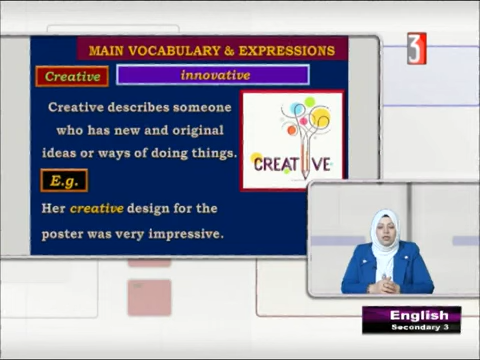 3
MAIN VOCABULARY & EXPRESSIONS
Creative
innovative
Creative describes someone
who has new and original
ideas or ways of doing things.
CREATIVE
E.g.
Her creative design for the
poster was very impressive.
English
Secondary 3